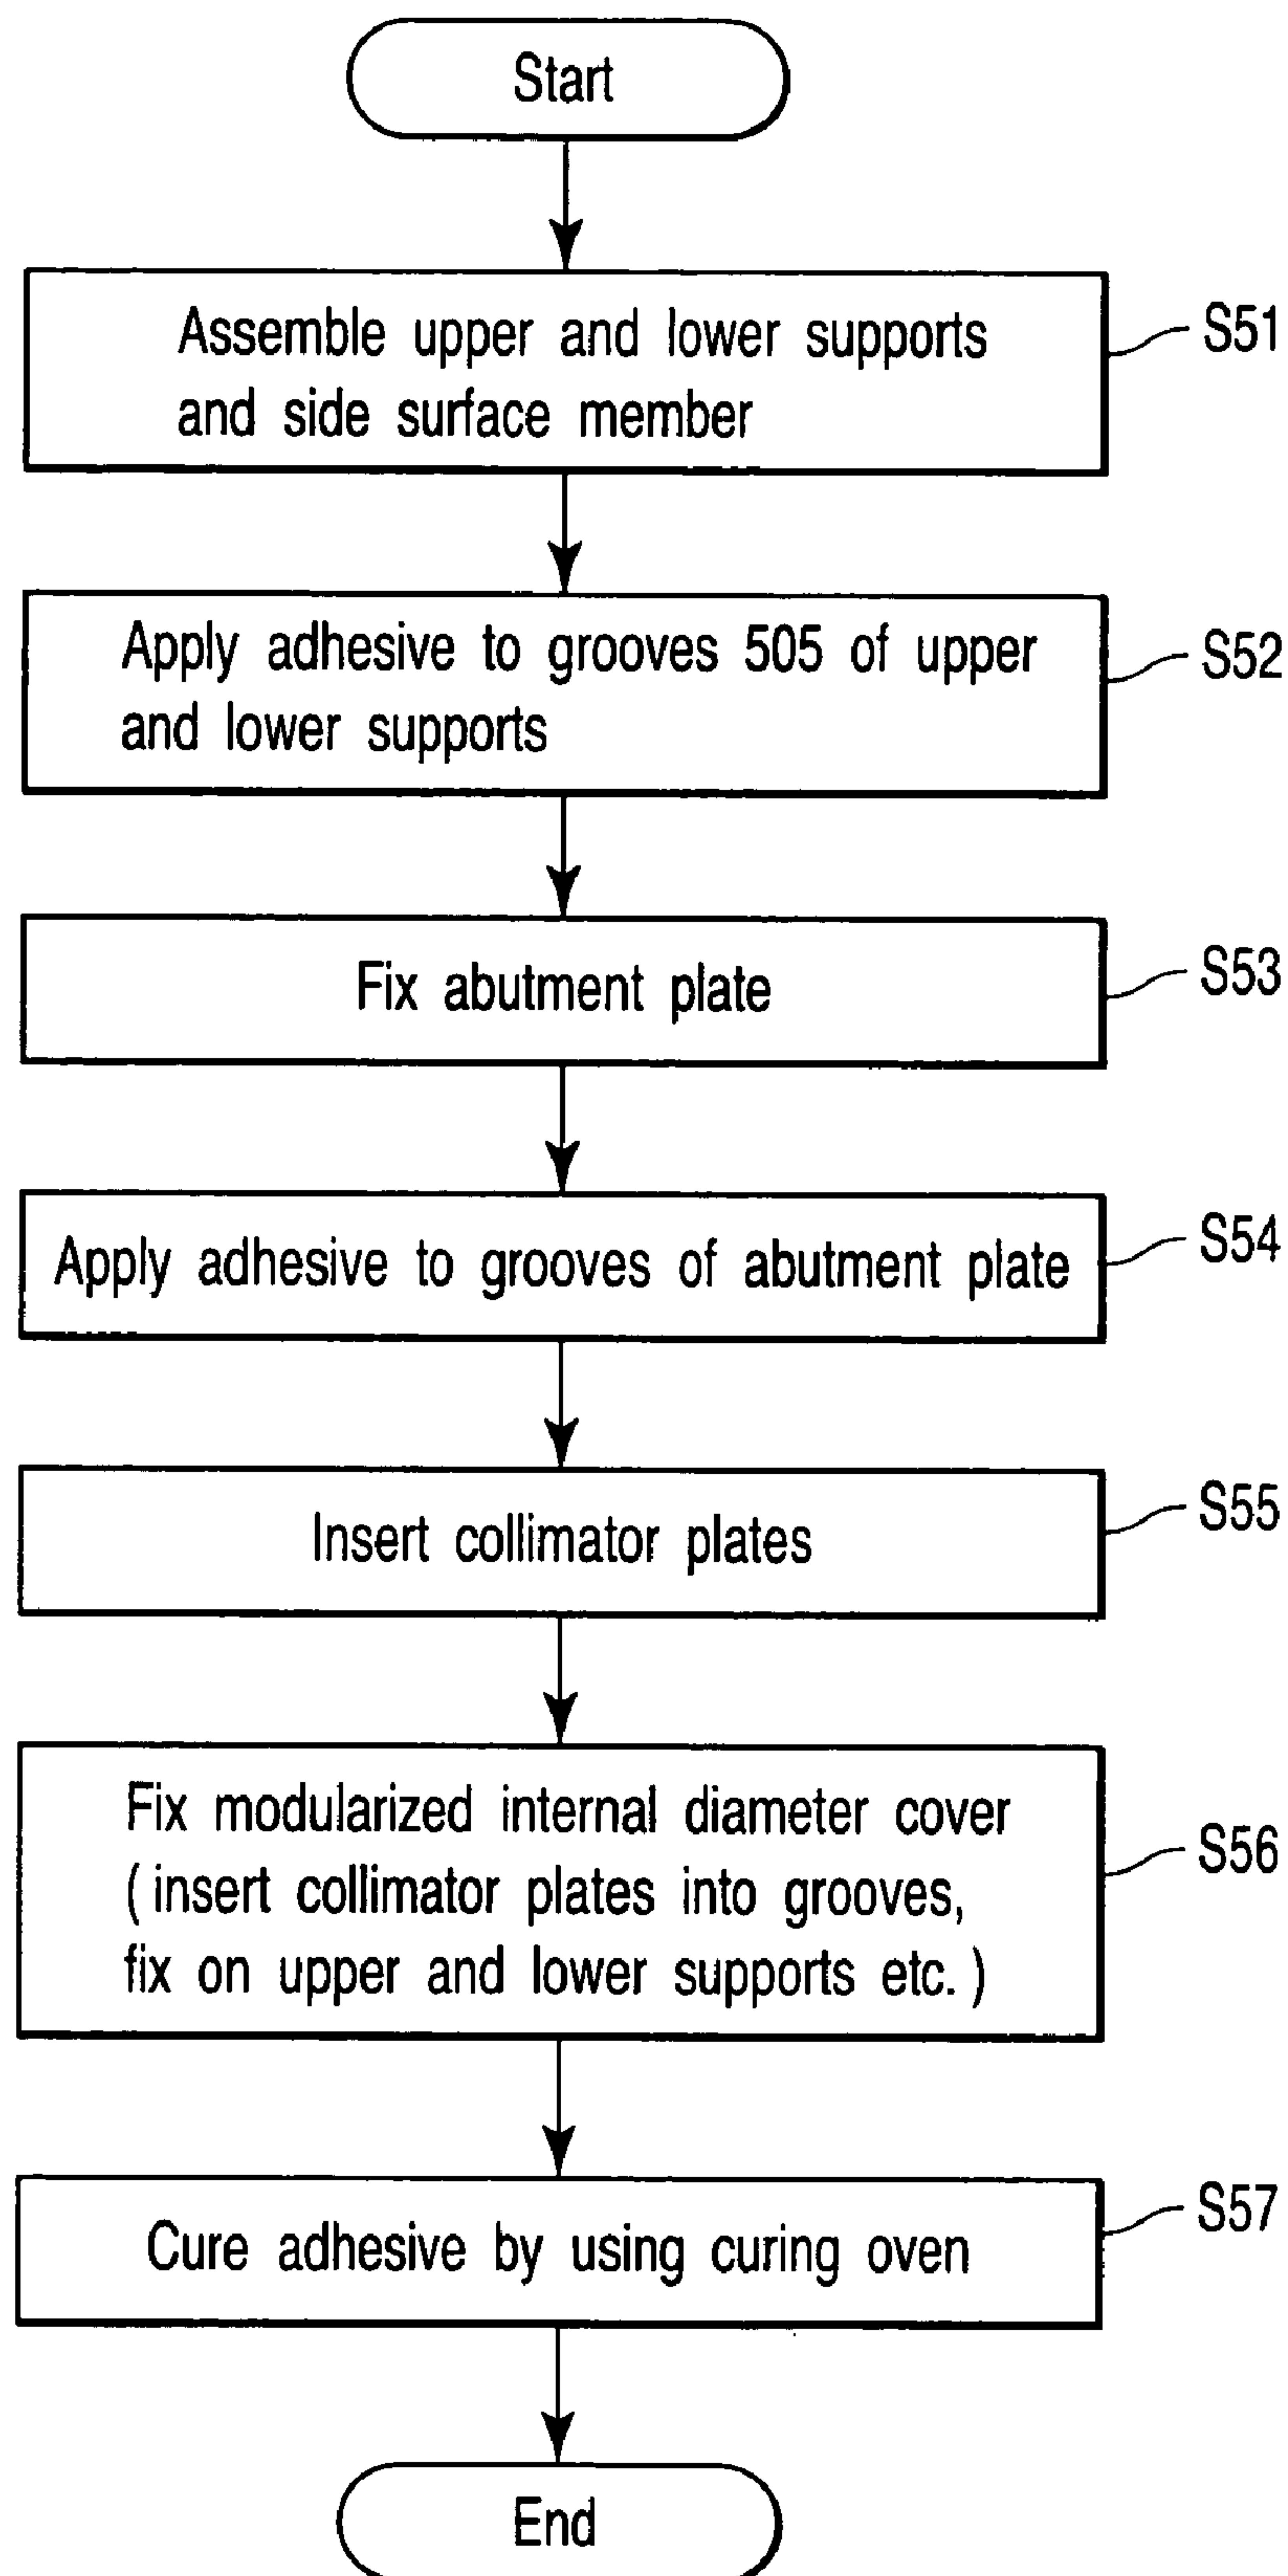 Start
Assemble upper and lower supports
and side surface member
S51
Apply adhesive to grooves 505 of upper
and lower supports
S52
Fix abutment plate
S53
Apply adhesive to grooves of abutment plate
S54
Insert collimator plates
S55
Fix modularized internal diameter cover
( insert collimator plates into grooves,
fix on upper and lower supports etc. )
S56
Cure adhesive by using curing oven
S57
End